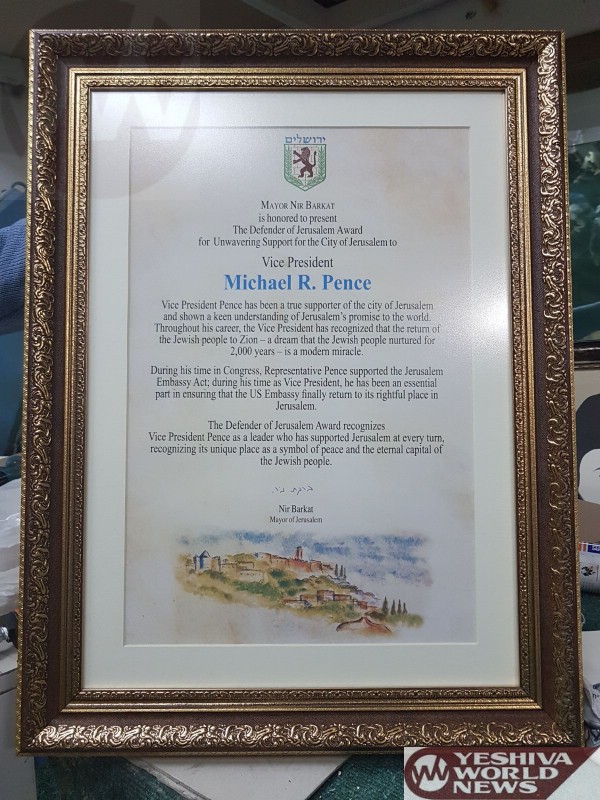 ירושלים
MAYOR NIR BARKAT
is honored to present
The Defender of Jerusalem Award
for Unwavering Support for the City of Jerusalem to
Vice President
Michael R. Pence
Vice President Pence has been a true supporter of the city of Jerusalem
and shown a keen understanding of Jerusalem's promise to the world.
Throughout his career, the Vice President has recognized that the return of
the Jewish people to Zion – a dream that the Jewish people nurtured for
2,000 years – is a modern miracle.
During his time in Congress, Representative Pence supported the Jerusalem
Embassy Act; during his time as Vice President, he has been an essential
part in ensuring that the US Embassy finally return to its rightful place in
Jerusalem.
The Defender of Jerusalem Award recognizes
Vice President Pence as a leader who has supported Jerusalem at every turn,
recognizing its unique place as a symbol of peace and the eternal capital of
the Jewish people.
Nir Barkat
Mayor of Jerusalem
YESHIVA
WORLD
NEWS